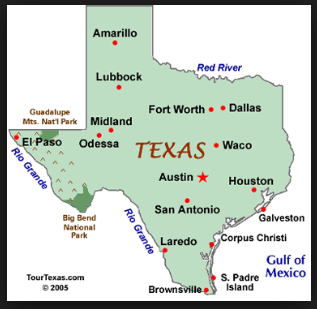 Amarillo
Red River
Lubbock
Guadalupe
Mts. Nat'l Park
Fort Worth
Dallas
Midland
El Paso
Odessa
TEXAS
Waco
Rio Grande
Austin
Houston
San Antonio
Big Bend
National
Park
Rio Grande
Galveston
Laredo
Corpus Christi
Gulf of
Mexico
TourTexas.com
© 2005
S. Padre
Island
Brownsville